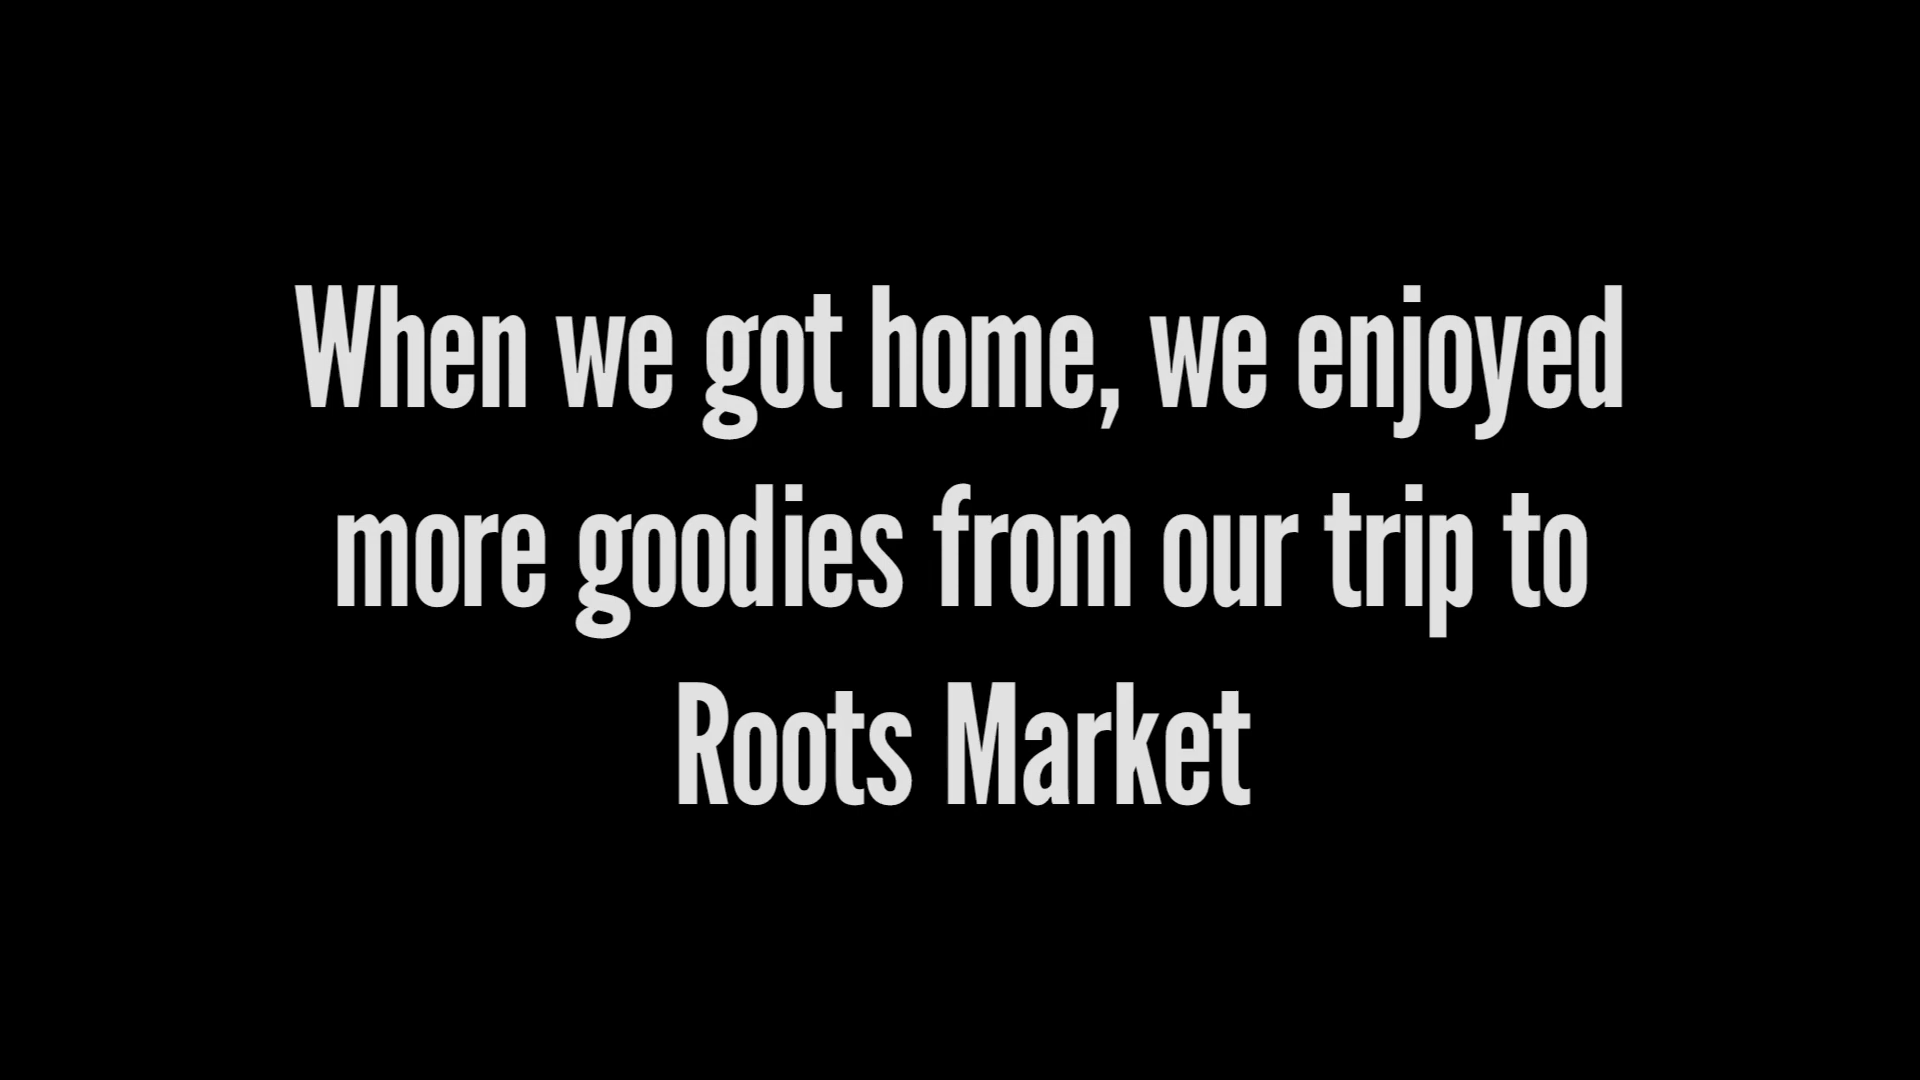 When we got home, we enjoyed
more goodies from our trip to
Roots Market